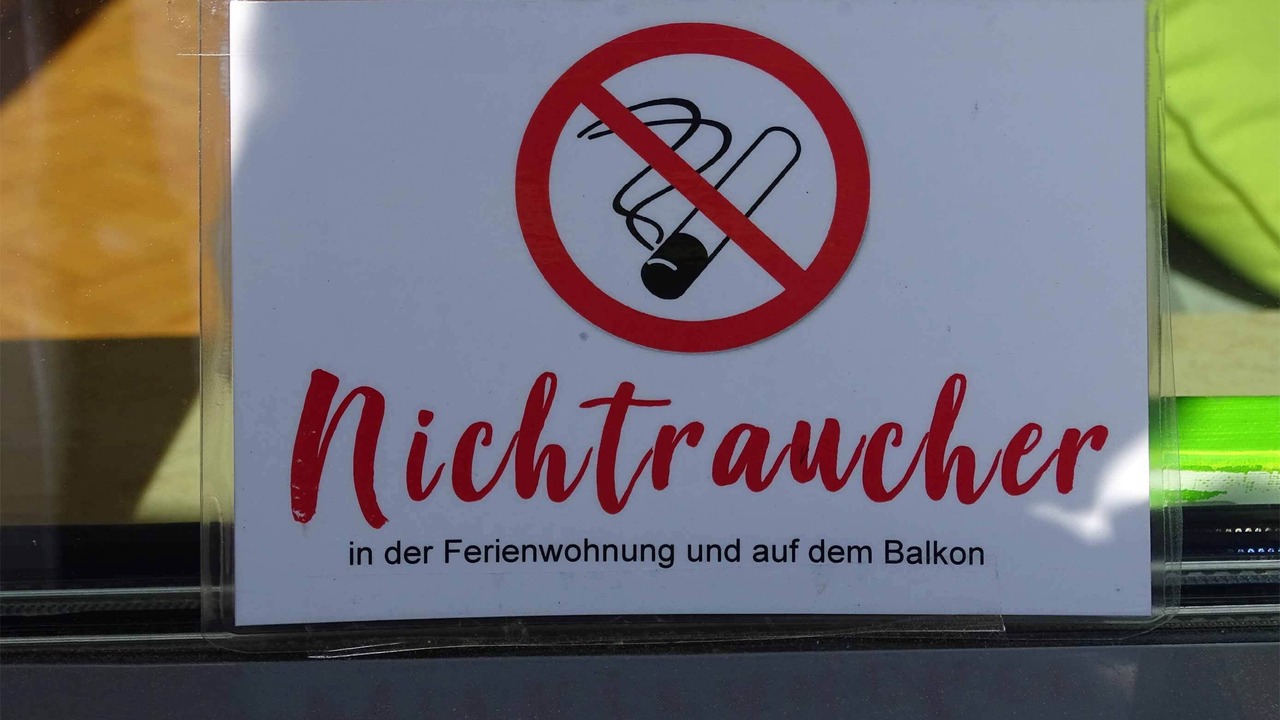 Nichtraucher
in der Ferienwohnung und auf dem Balkon